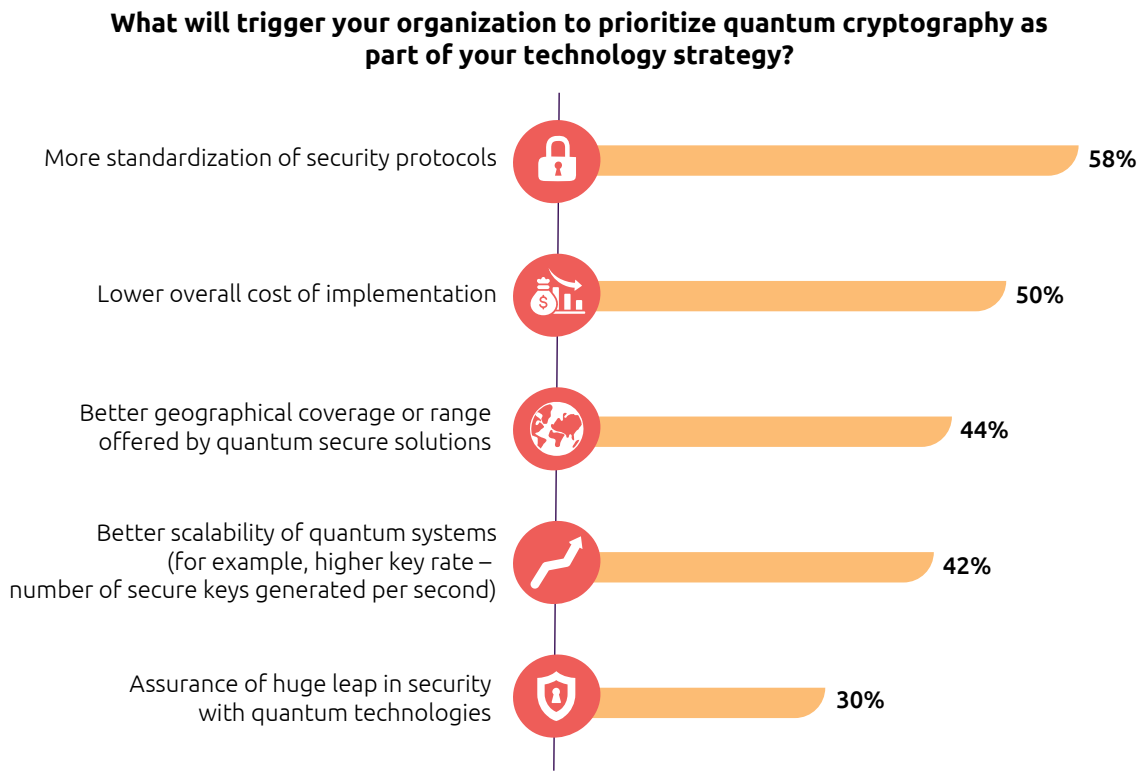 What will trigger your organization to prioritize quantum cryptography as
part of your technology strategy?
More standardization of security protocols
58%
Lower overall cost of implementation
$
50%
Better geographical coverage or range
offered by quantum secure solutions
44%
Better scalability of quantum systems
(for example, higher key rate –
number of secure keys generated per second)
42%
Assurance of huge leap in security
with quantum technologies
30%